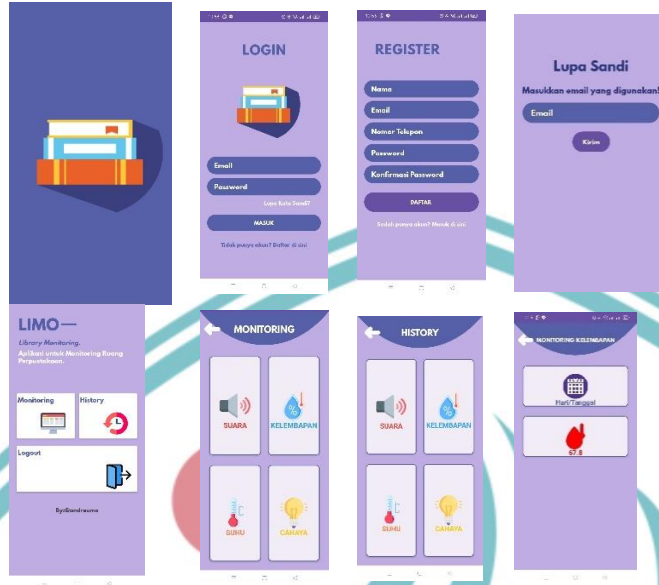 LOGIN
Email
Password
Lupa Kata Sandi?
MASUK
Tidak punya akun? Daftar di sini
REGISTER
Nama
Email
Nomor Telepon
Password
Konfirmasi Password
DAFTAR
Sudah punya akun? Masuk di sini
Lupa Sandi
Masukkan email yang digunakan!
Email
Kirim
LIMO—
Library Monitoring.
Aplikasi untuk Monitoring Ruang
Perpustakaan.
Monitoring
History
Logout
MONITORING
SUARA
KELEMBAPAN
SUHU
CAHAYA
HISTORY
SUARA
KELEMBAPAN
SUHU
CAHAYA
MONITORING KELEMBAPAN
Hari/Tanggal
67.8